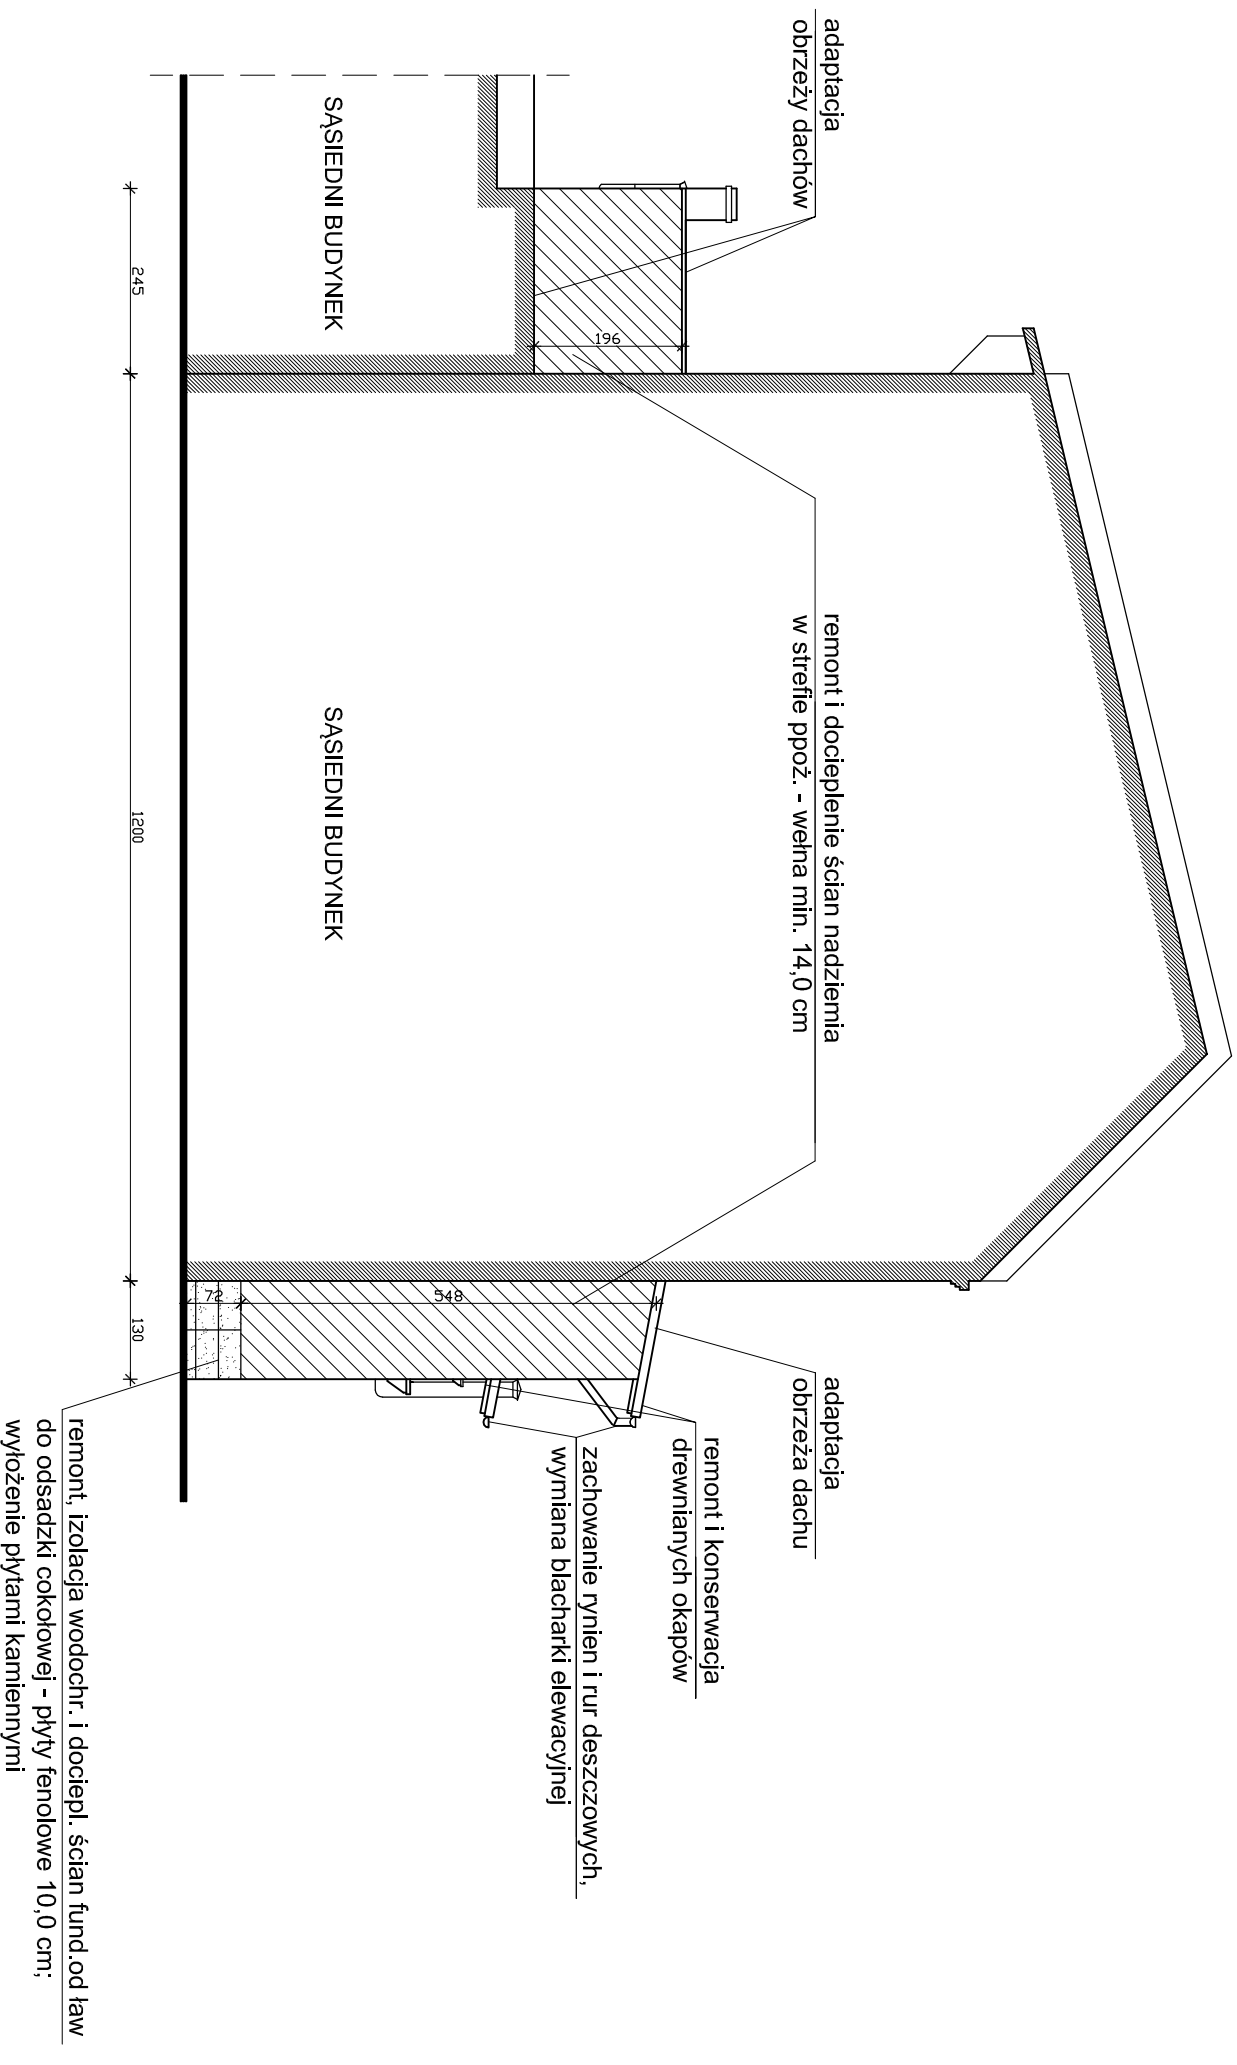 adaptacja
obrzeży dachów
remont i docieplenie ścian nadziemia
w strefie ppoż. - wełna min. 14,0 cm
adaptacja
obrzeża dachu
remont i konserwacja
drewnianych okapów
zachowanie rynien i rur deszczowych,
wymiana blacharki elewacyjnej
196
548
72
SĄSIEDNI BUDYNEK
SĄSIEDNI BUDYNEK
245
1200
130
remont, izolacja wodochr. i dociepl. ścian fund.od ław
do odsadzki cokołowej - płyty fenolowe 10,0 cm;
wyłożenie płytami kamiennymi